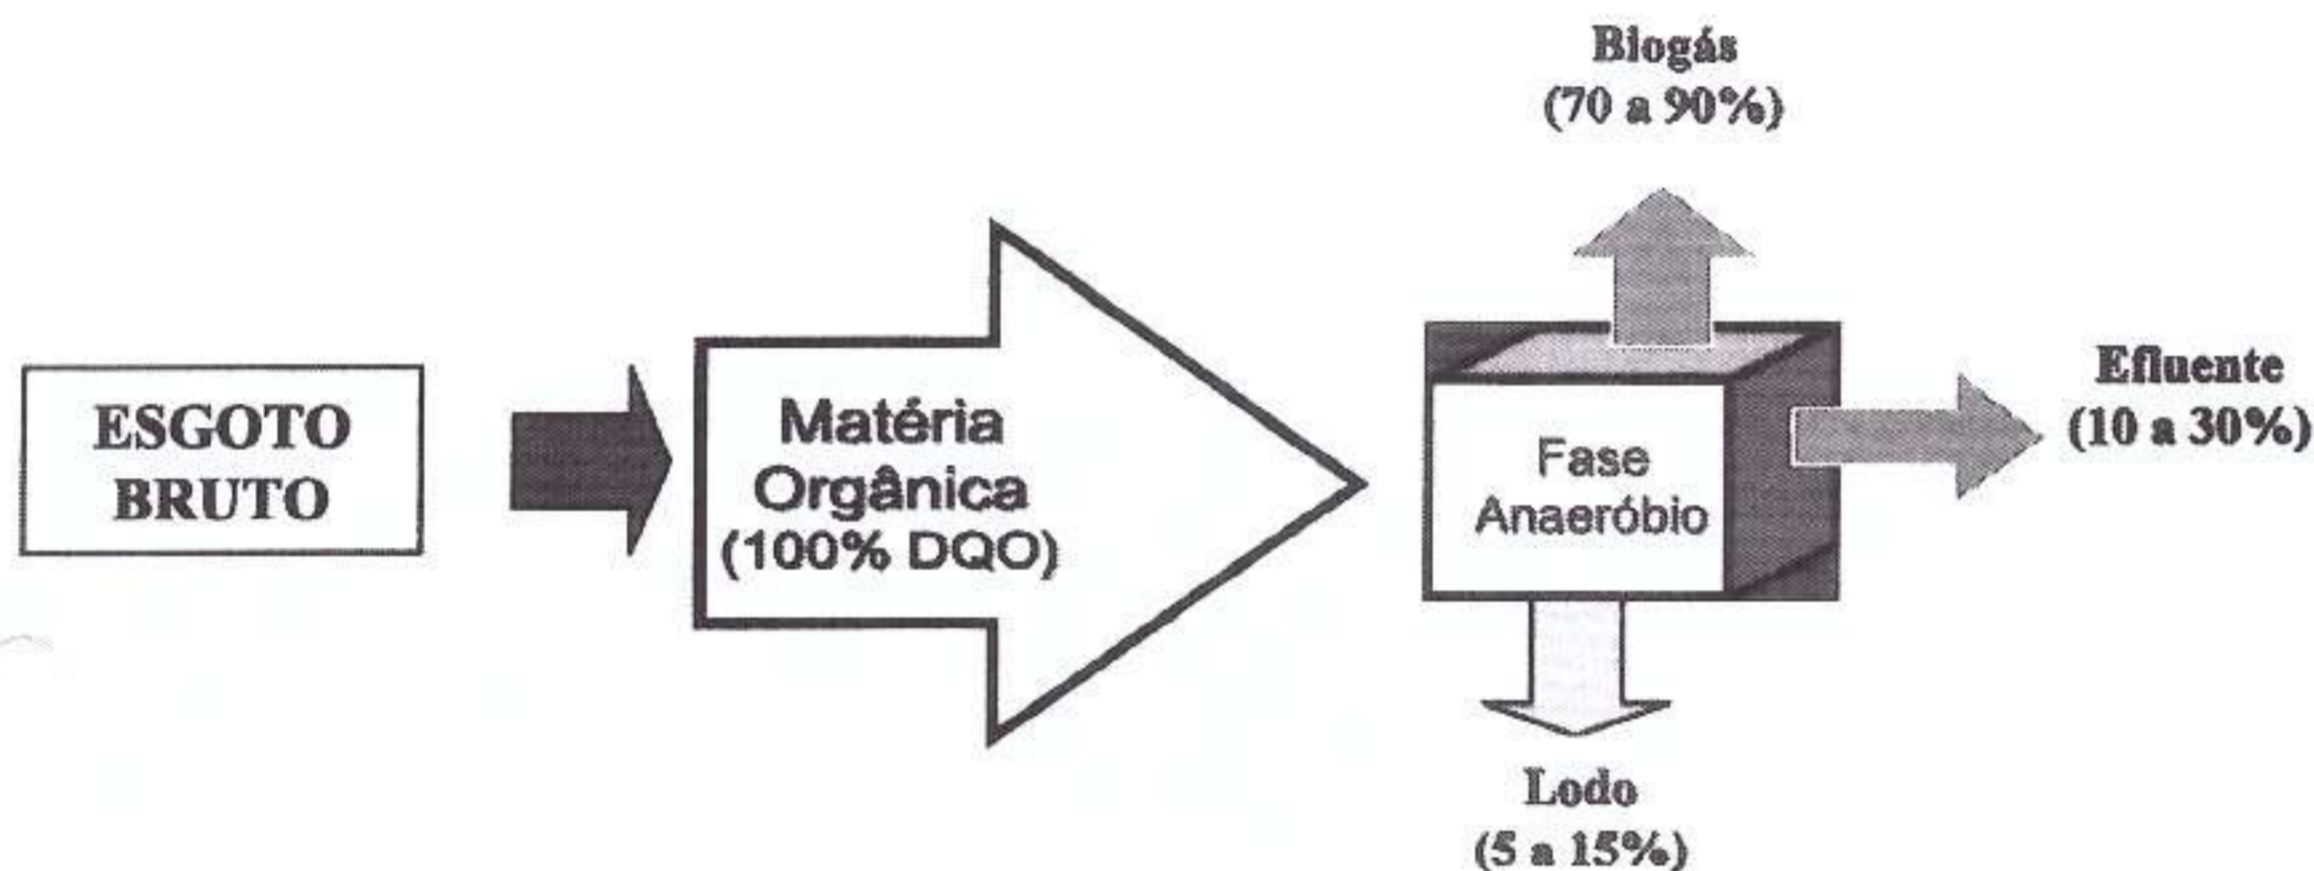 ESGOTO
BRUTO
Matéria
Orgânica
(100% DQO)
Biogás
(70 a 90%)
Fase
Anaeróbio
Efluente
(10 a 30%)
Lodo
(5 a 15%)